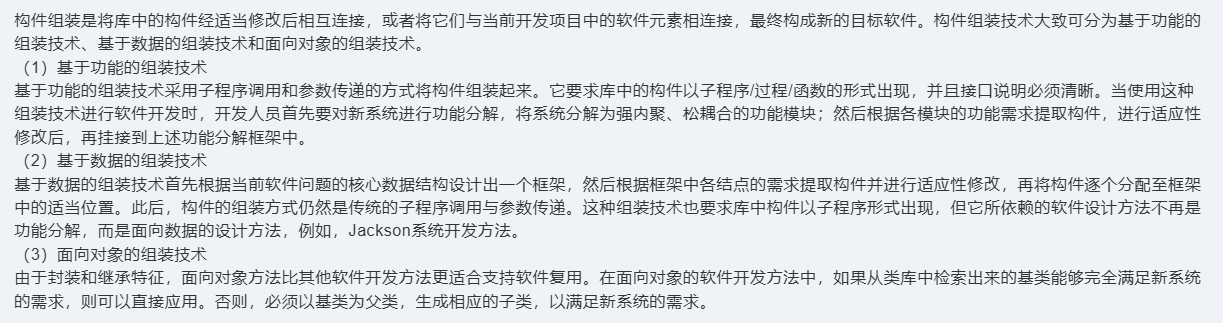 构件组装是将库中的构件经适当修改后相互连接，或者将它们与当前开发项目中的软件元素相连接，最终构成新的目标软件。构件组装技术大致可分为基于功能的
组装技术、基于数据的组装技术和面向对象的组装技术。
（1）基于功能的组装技术
基于功能的组装技术采用子程序调用和参数传递的方式将构件组装起来。它要求库中的构件以子程序/过程/函数的形式出现，并且接口说明必须清晰。当使用这种
组装技术进行软件开发时，开发人员首先要对新系统进行功能分解，将系统分解为强内聚、松耦合的功能模块；然后根据各模块的功能需求提取构件，进行适应性
修改后，再挂接到上述功能分解框架中。
（2）基于数据的组装技术
基于数据的组装技术首先根据当前软件问题的核心数据结构设计出一个框架，然后根据框架中各结点的需求提取构件并进行适应性修改，再将构件逐个分配至框架
中的适当位置。此后，构件的组装方式仍然是传统的子程序调用与参数传递。这种组装技术也要求库中构件以子程序形式出现，但它所依赖的软件设计方法不再是
功能分解，而是面向数据的设计方法，例如，Jackson系统开发方法。
（3）面向对象的组装技术
由于封装和继承特征，面向对象方法比其他软件开发方法更适合支持软件复用。在面向对象的软件开发方法中，如果从类库中检索出来的基类能够完全满足新系统
的需求，则可以直接应用。否则，必须以基类为父类，生成相应的子类，以满足新系统的需求。